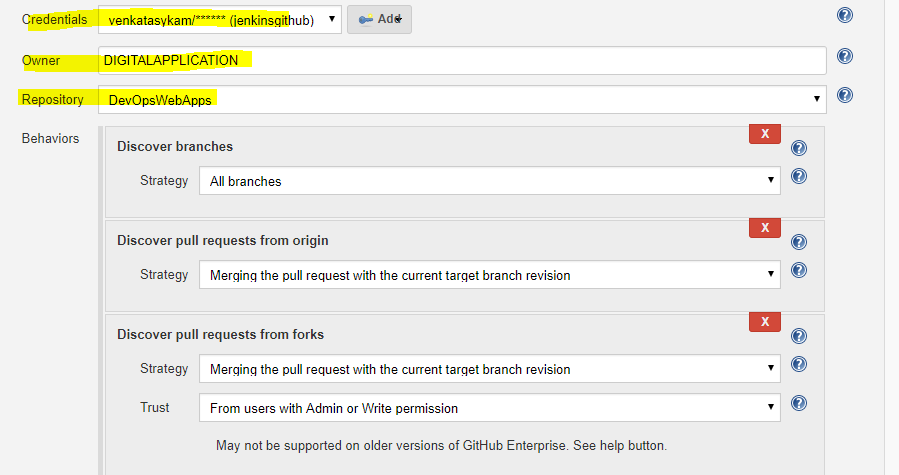 Credentials venkatasykam/****** (jenkinsgithub) Add
Owner DIGITALAPPLICATION
Repository DevOpsWebApps
Behaviors
X
Discover branches
Strategy All branches
X
Discover pull requests from origin
Strategy Merging the pull request with the current target branch revision
X
Discover pull requests from forks
Strategy Merging the pull request with the current target branch revision
Trust From users with Admin or Write permission
May not be supported on older versions of GitHub Enterprise. See help button.